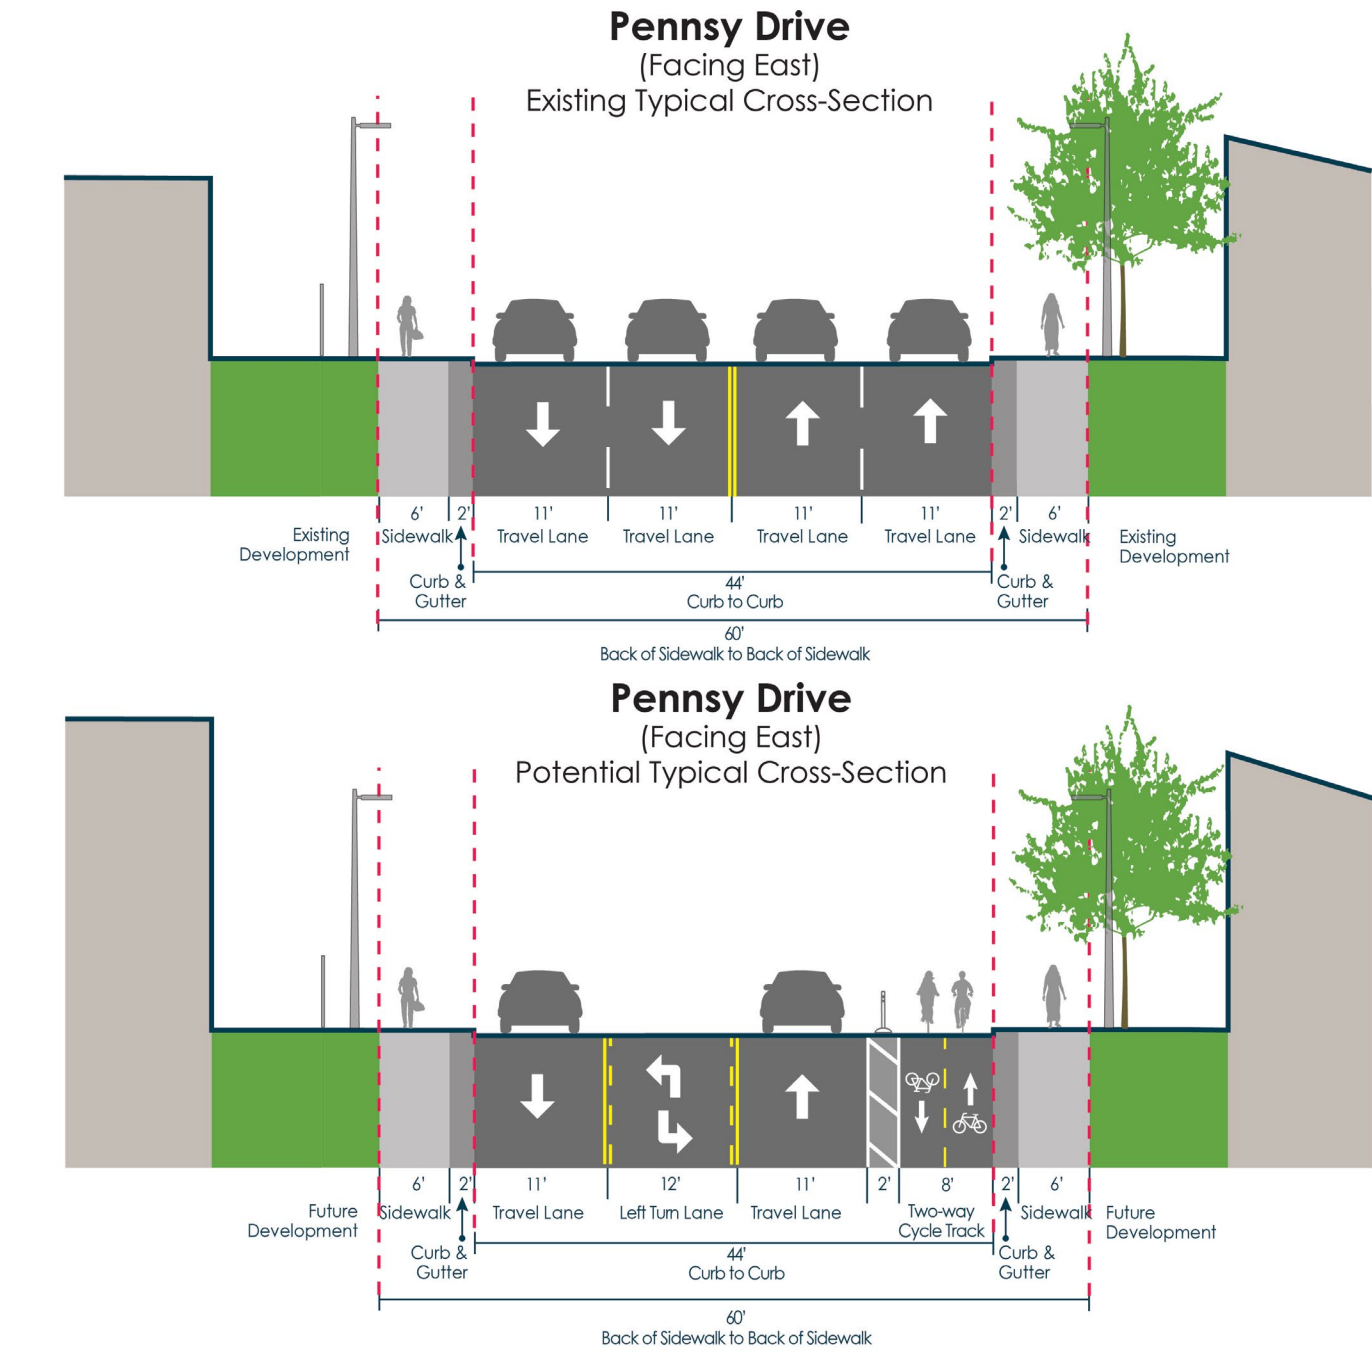 Pennsy Drive
(Facing East)
Existing Typical Cross-Section
6' 2' 11' 11' 11' 11' 2' 6'
Existing Development
Sidewalk
Travel Lane Travel Lane Travel Lane Travel Lane
Sidewalk
Existing Development
Curb & Gutter
44'
Curb to Curb
Curb & Gutter
60'
Back of Sidewalk to Back of Sidewalk
Pennsy Drive
(Facing East)
Potential Typical Cross-Section
6' 2' 11' 12' 11' 2' 8' 2' 6'
Future Development
Sidewalk
Travel Lane Left Turn Lane Travel Lane
Two-way Cycle Track
Sidewalk
Future Development
Curb & Gutter
44'
Curb to Curb
Curb & Gutter
60'
Back of Sidewalk to Back of Sidewalk